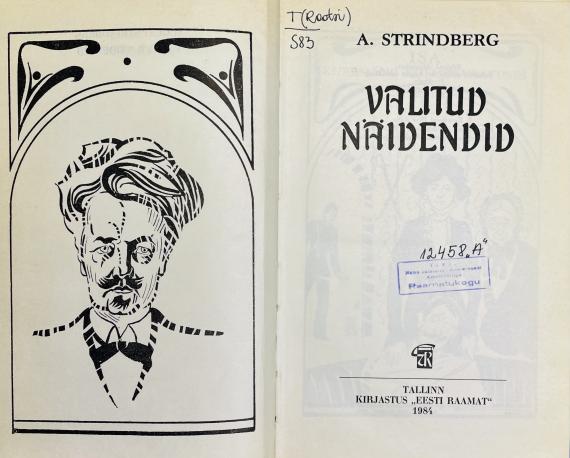 T(Rootsi)
S83
A. STRINDBERG
VALITUD
NÄIDENDID
12458 „A"
Raamatukogu
TALLINN
KIRJASTUS „EESTI RAAMAT“
1984